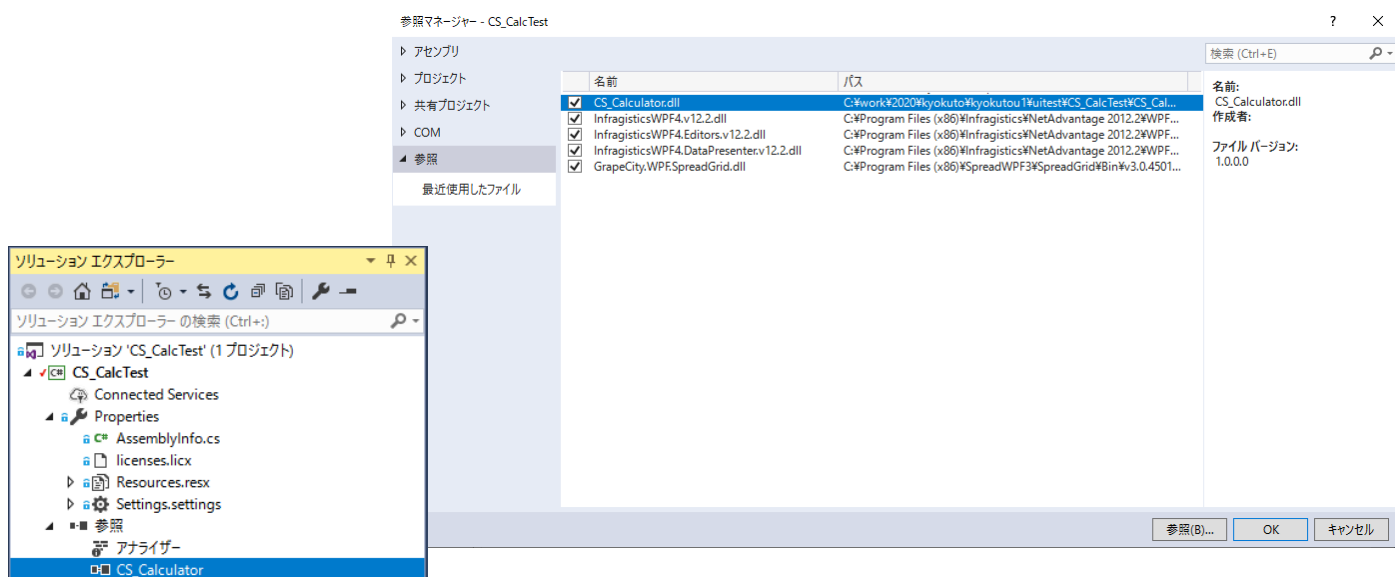 参照マネージャー - CS_CalcTest
? ×
アセンブリ
プロジェクト
共有プロジェクト
COM
参照
最近使用したファイル
名前 パス
CS_Calculator.dll C:¥work¥2020¥kyokuto¥kyokutou1¥uitest¥CS_CalcTest¥CS_Cal...
InfragisticsWPF4.v12.2.dll C:¥Program Files (x86)¥Infragistics¥NetAdvantage 2012.2¥WPF...
InfragisticsWPF4.Editors.v12.2.dll C:¥Program Files (x86)¥Infragistics¥NetAdvantage 2012.2¥WPF...
InfragisticsWPF4.DataPresenter.v12.2.dll C:¥Program Files (x86)¥Infragistics¥NetAdvantage 2012.2¥WPF...
GrapeCity.WPF.SpreadGrid.dll C:¥Program Files (x86)¥SpreadWPF3¥SpreadGrid¥Bin¥v3.0.4501...
検索 (Ctrl+E)
名前:
CS_Calculator.dll
作成者:
ファイル バージョン:
1.0.0.0
参照(B)... OK キャンセル
ソリューション エクスプローラー
ソリューション エクスプローラー の検索 (Ctrl+:)
ソリューション 'CS_CalcTest' (1 プロジェクト)
C# CS_CalcTest
Connected Services
Properties
C# AssemblyInfo.cs
licenses.licx
Resources.resx
Settings.settings
参照
アナライザー
CS_Calculator